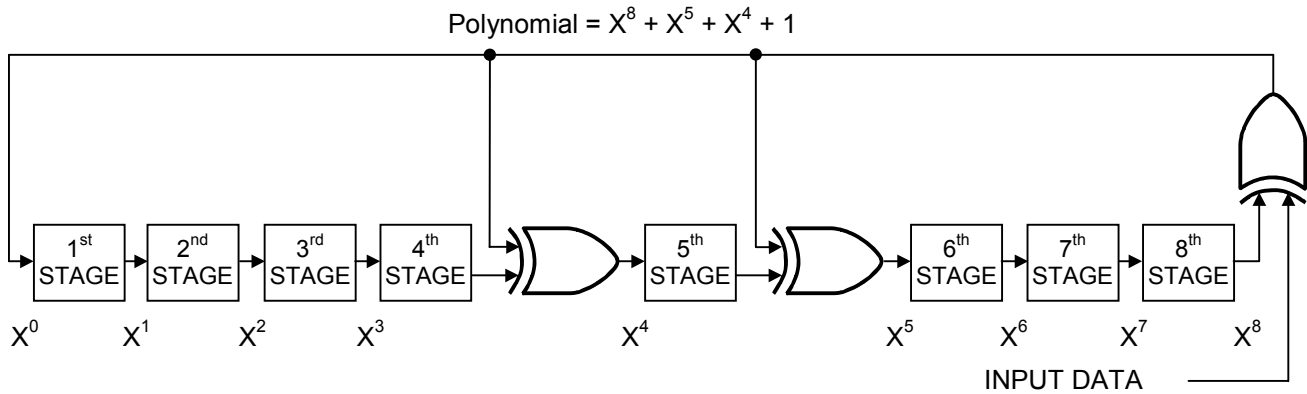 Polynomial = X⁸ + X⁵ + X⁴ + 1
1ˢᵗ STAGE
2ⁿᵈ STAGE
3ʳᵈ STAGE
4ᵗʰ STAGE
5ᵗʰ STAGE
6ᵗʰ STAGE
7ᵗʰ STAGE
8ᵗʰ STAGE
X⁰ X¹ X² X³ X⁴ X⁵ X⁶ X⁷ X⁸
INPUT DATA